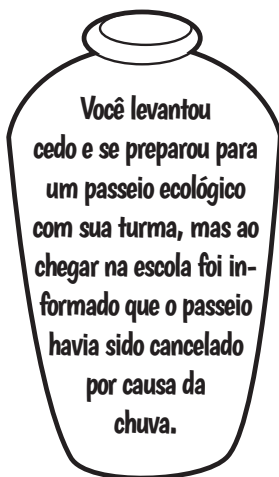 Você levantou
cedo e se preparou para
um passeio ecológico
com sua turma, mas ao
chegar na escola foi in-
formado que o passeio
havia sido cancelado
por causa da
chuva.